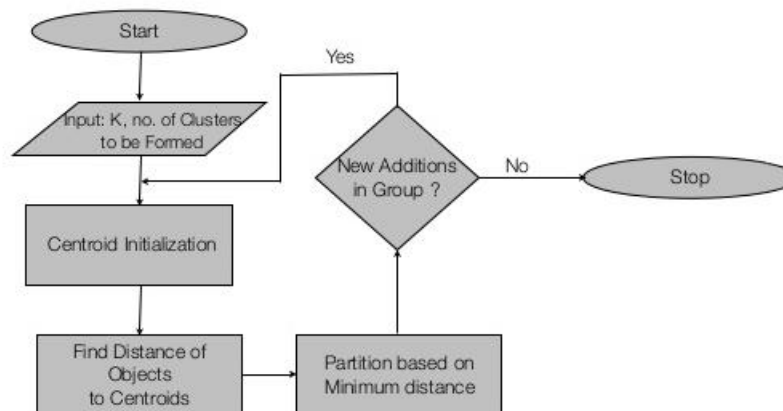 Start
Input: K, no. of Clusters
to be Formed
Centroid Initialization
Find Distance of
Objects
to Centroids
Partition based on
Minimum distance
New Additions
in Group ?
Yes
No
Stop